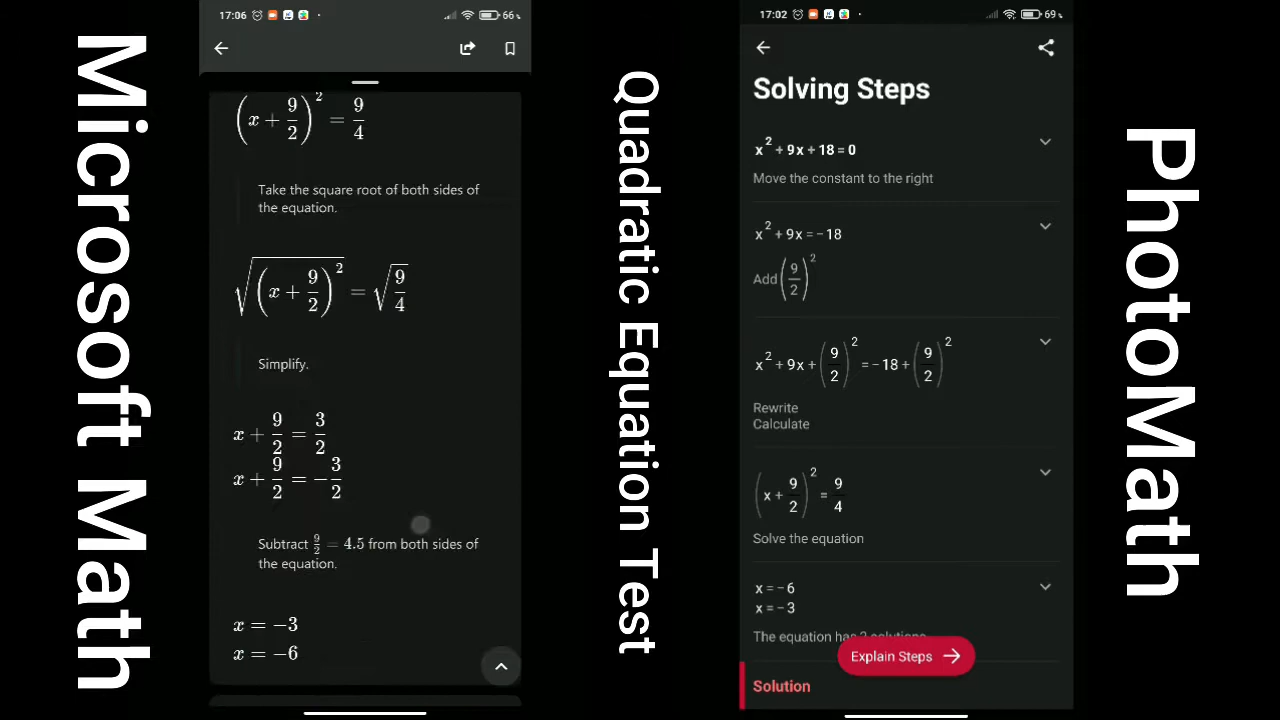 Microsoft Math
17:06
66%
(x + 9/2)² = 9/4
Take the square root of both sides of
the equation.
√(x + 9/2)² = √9/4
Simplify.
x + 9/2 = 3/2
x + 9/2 = −3/2
Subtract 9/2 = 4.5 from both sides of
the equation.
x = −3
x = −6
Quadratic Equation Test
17:02
69%
Solving Steps
x² + 9x + 18 = 0
Move the constant to the right
x² + 9x = −18
Add (9/2)²
x² + 9x + (9/2)² = −18 + (9/2)²
Rewrite
Calculate
(x + 9/2)² = 9/4
Solve the equation
x = −6
x = −3
The equation has 2 solutions
Explain Steps
Solution
PhotoMath